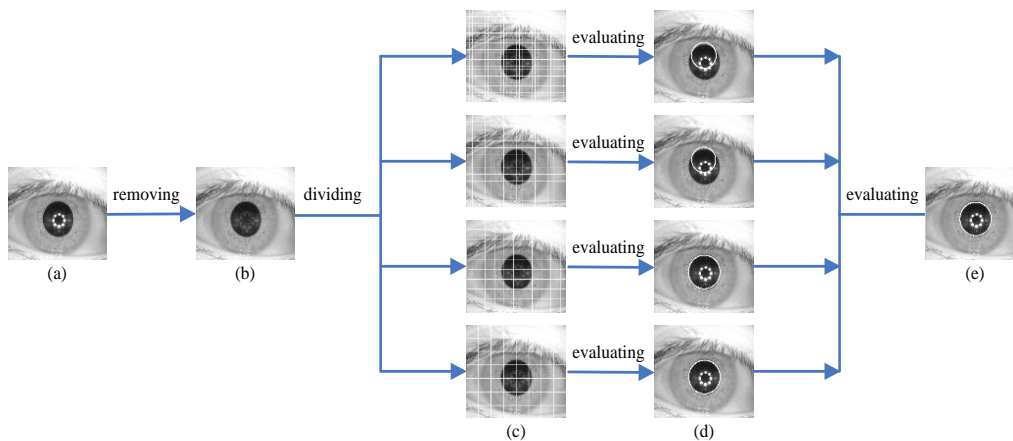 evaluating
evaluating
removing
dividing
evaluating
evaluating
evaluating
(a)
(b)
(e)
(c)
(d)